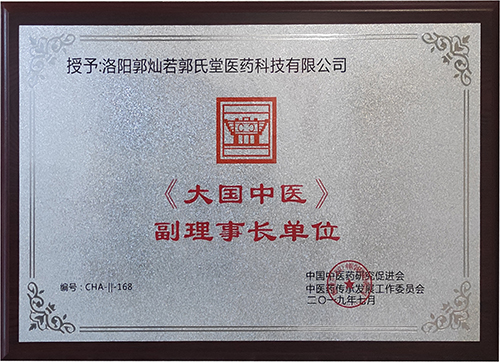 授予:洛阳郭灿若郭氏堂医药科技有限公司
《大国中医》
副理事长单位
编号：CHA-||-168
中国中医药研究促进会
中医药传承发展工作委员会
二〇一九年七月